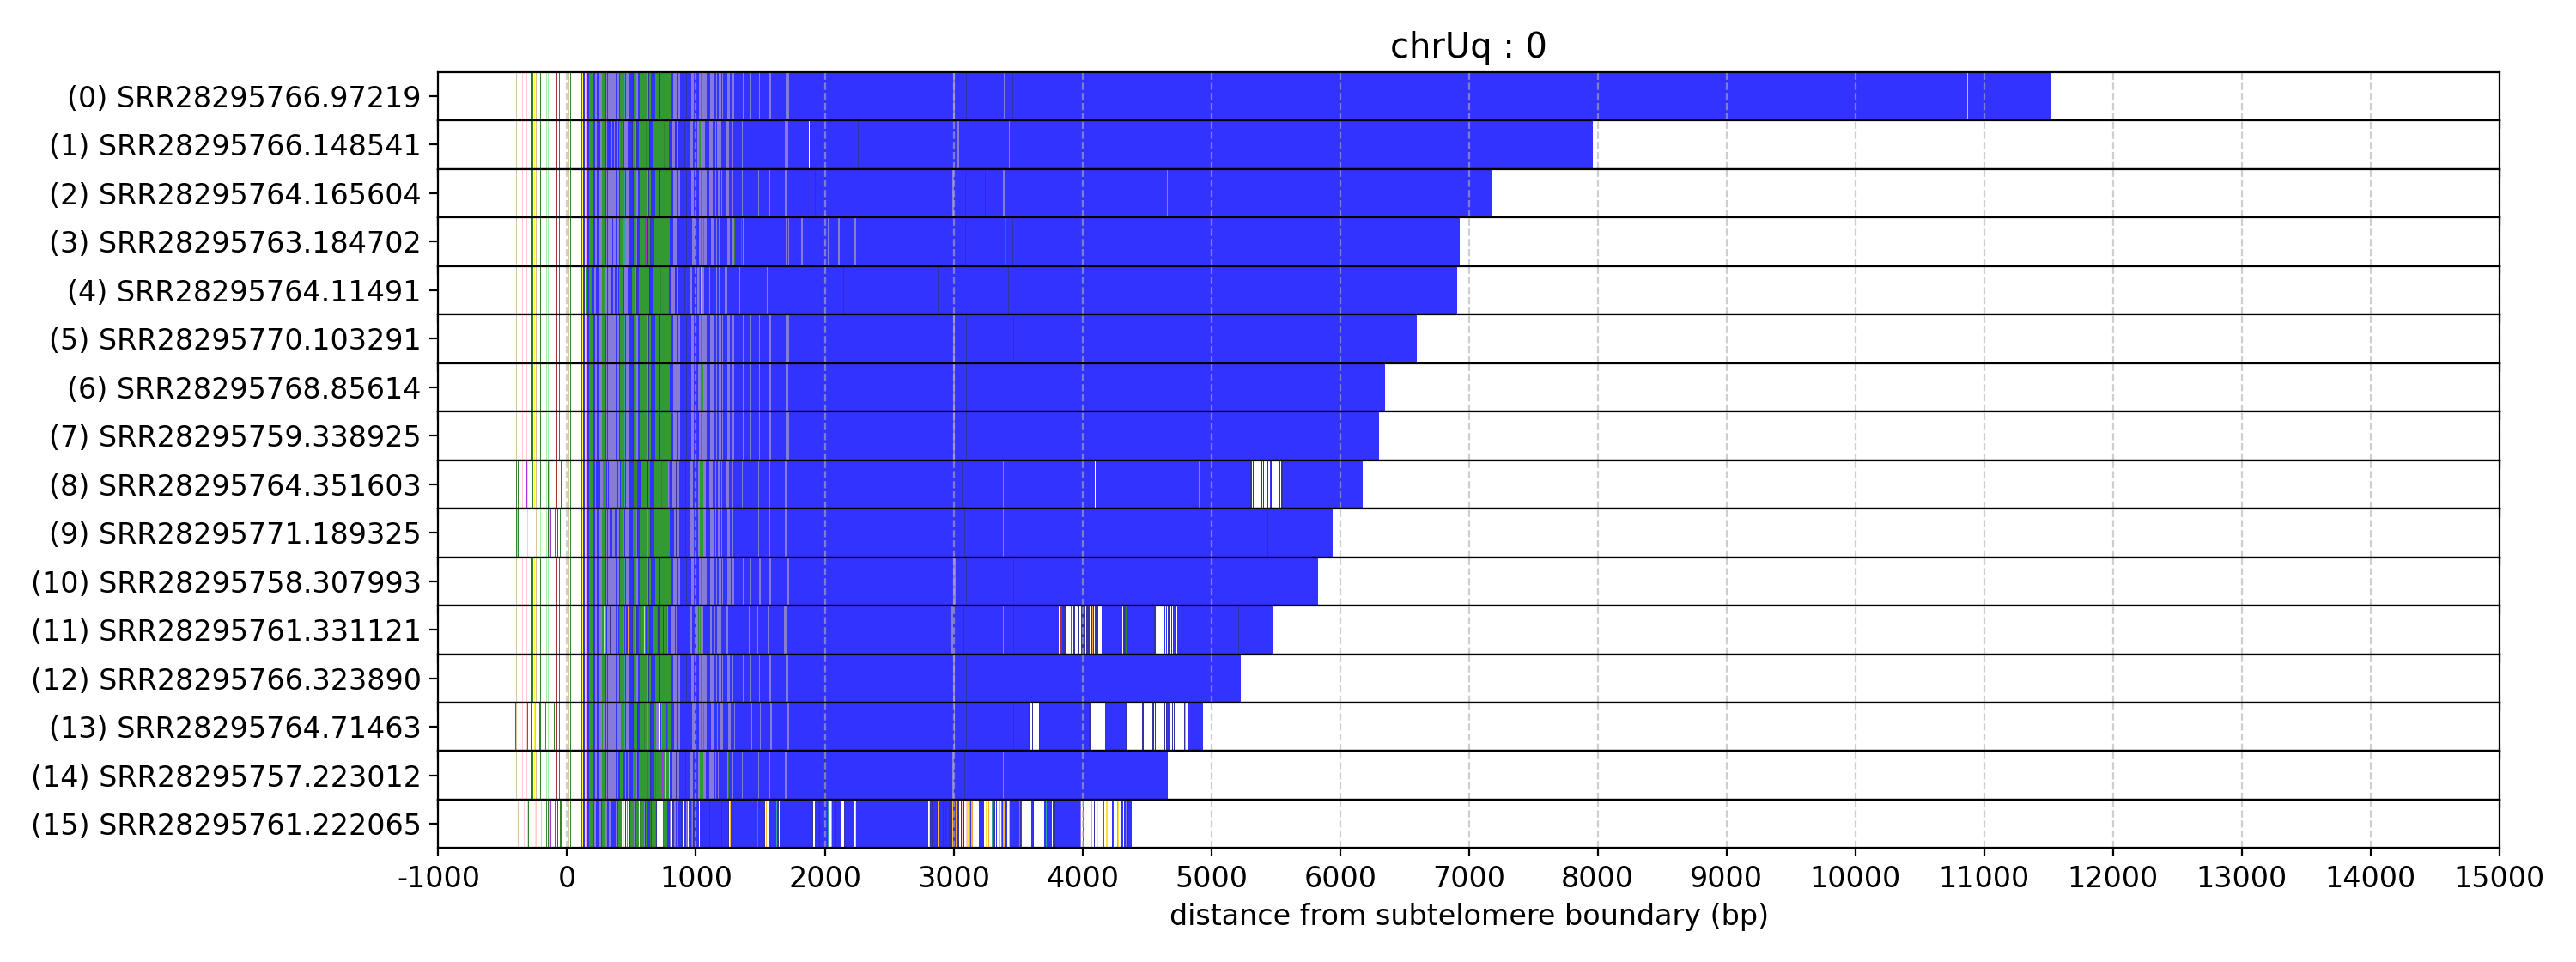 chrUq : 0
(0) SRR28295766.97219
(1) SRR28295766.148541
(2) SRR28295764.165604
(3) SRR28295763.184702
(4) SRR28295764.11491
(5) SRR28295770.103291
(6) SRR28295768.85614
(7) SRR28295759.338925
(8) SRR28295764.351603
(9) SRR28295771.189325
(10) SRR28295758.307993
(11) SRR28295761.331121
(12) SRR28295766.323890
(13) SRR28295764.71463
(14) SRR28295757.223012
(15) SRR28295761.222065
-1000 0 1000 2000 3000 4000 5000 6000 7000 8000 9000 10000 11000 12000 13000 14000 15000
distance from subtelomere boundary (bp)